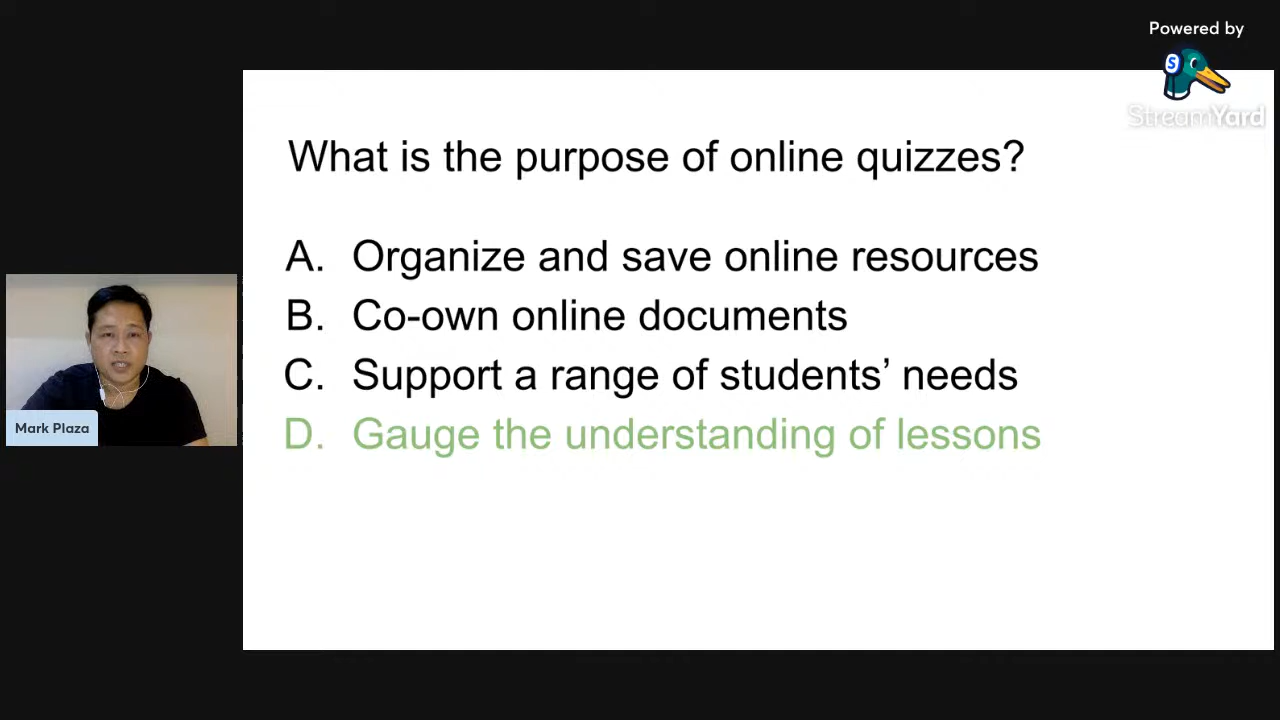 Powered by
S
StreamYard
What is the purpose of online quizzes?
A. Organize and save online resources
B. Co-own online documents
C. Support a range of students’ needs
D. Gauge the understanding of lessons
Mark Plaza